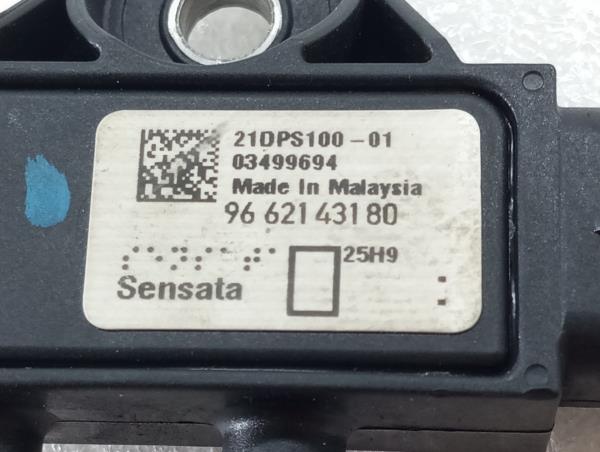 21DPS100-01
03499694
Made In Malaysia
96 621 431 80
25H9
Sensata